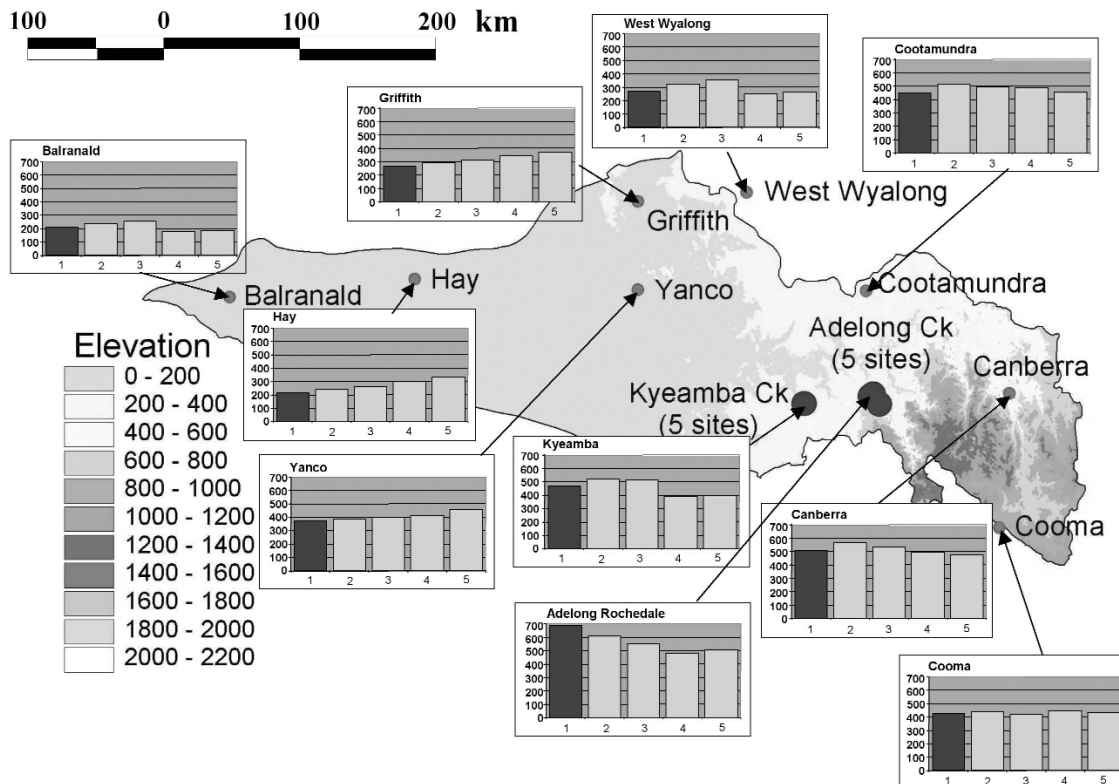 100 0 100 200 km
West Wyalong
700
600
500
400
300
200
100
0
1 2 3 4 5
Cootamundra
700
600
500
400
300
200
100
0
1 2 3 4 5
Griffith
700
600
500
400
300
200
100
0
1 2 3 4 5
Balranald
700
600
500
400
300
200
100
0
1 2 3 4 5
West Wyalong
Griffith
Hay
Balranald
Yanco
Cootamundra
Adelong Ck
(5 sites)
Canberra
Kyeamba Ck
(5 sites)
Cooma
Hay
700
600
500
400
300
200
100
0
1 2 3 4 5
Elevation
0 - 200
200 - 400
400 - 600
600 - 800
800 - 1000
1000 - 1200
1200 - 1400
1400 - 1600
1600 - 1800
1800 - 2000
2000 - 2200
Yanco
700
600
500
400
300
200
100
0
1 2 3 4 5
Kyeamba
700
600
500
400
300
200
100
0
1 2 3 4 5
Canberra
700
600
500
400
300
200
100
0
1 2 3 4 5
Adelong Rochedale
700
600
500
400
300
200
100
0
1 2 3 4 5
Cooma
700
600
500
400
300
200
100
0
1 2 3 4 5